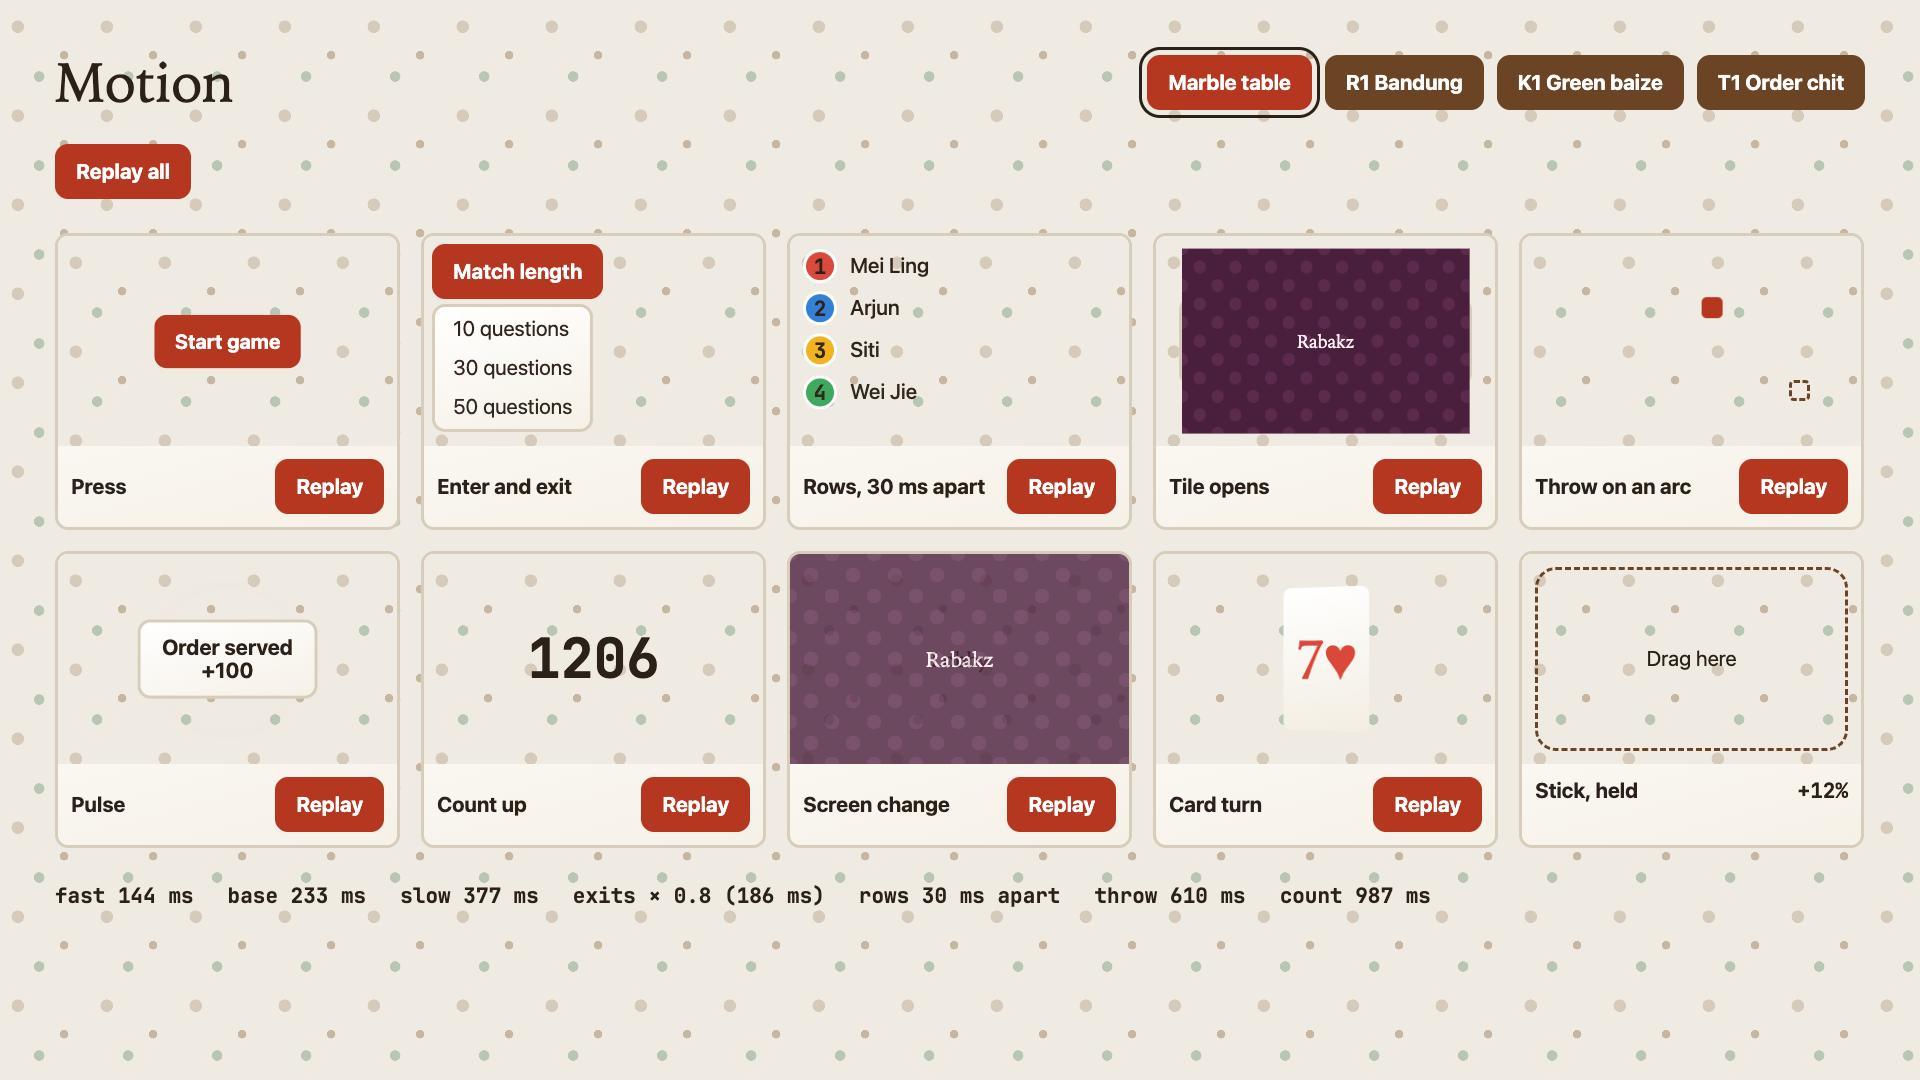 Motion
Marble table
R1 Bandung
K1 Green baize
T1 Order chit
Replay all
Start game
Press
Replay
Match length
10 questions
30 questions
50 questions
Enter and exit
Replay
1 Mei Ling
2 Arjun
3 Siti
4 Wei Jie
Rows, 30 ms apart
Replay
Rabakz
Tile opens
Replay
Throw on an arc
Replay
Order served
+100
Pulse
Replay
1206
Count up
Replay
Rabakz
Screen change
Replay
7♥
Card turn
Replay
Drag here
Stick, held
+12%
fast 144 ms base 233 ms slow 377 ms exits × 0.8 (186 ms) rows 30 ms apart throw 610 ms count 987 ms